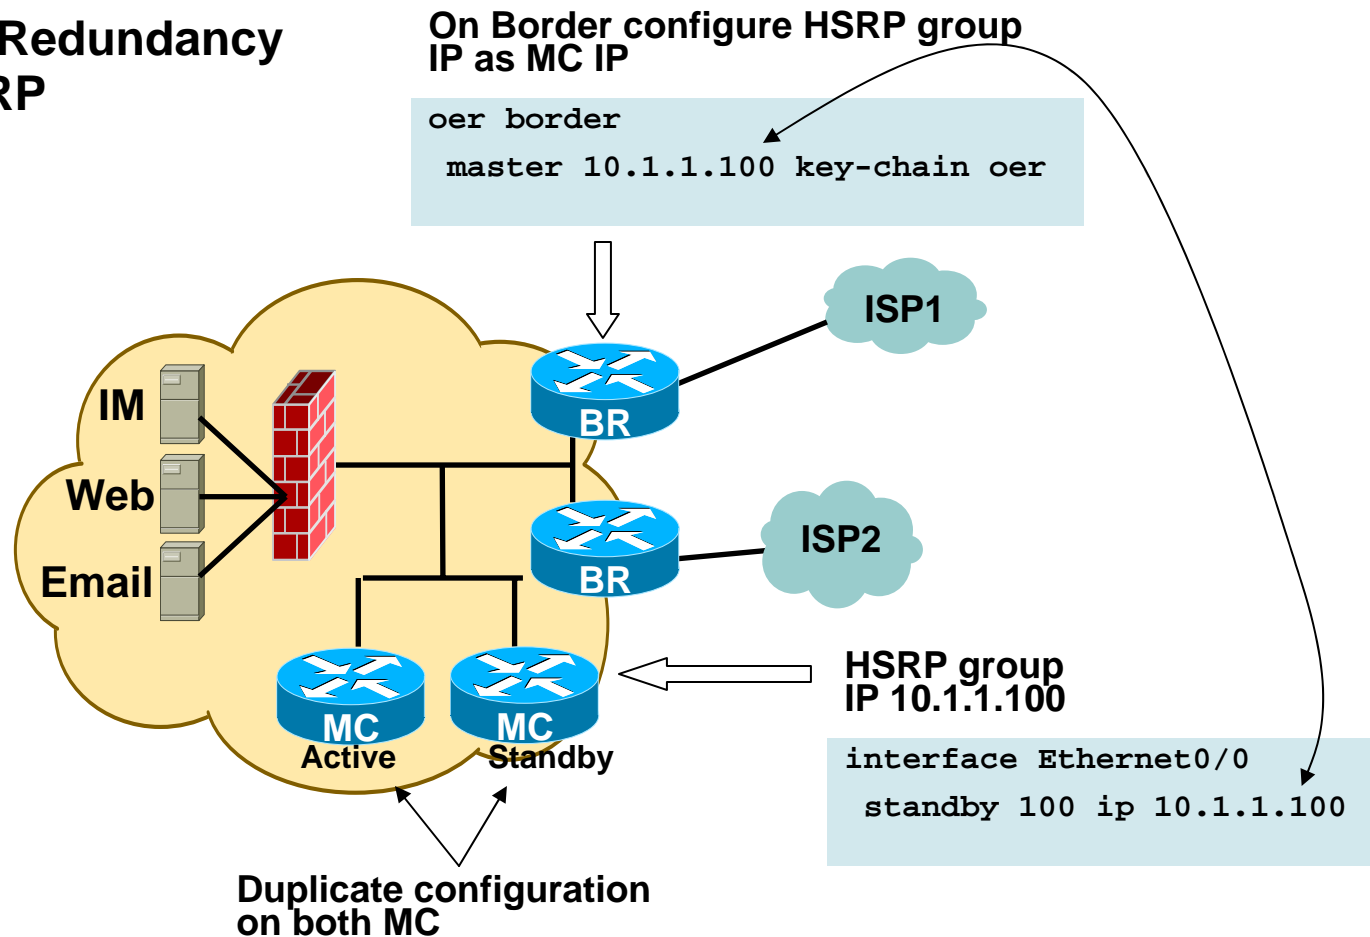 Redundancy
RP
On Border configure HSRP group
IP as MC IP
oer border
master 10.1.1.100 key-chain oer
ISP1
BR
IM
Web
Email
ISP2
BR
HSRP group
IP 10.1.1.100
MC
Active
MC
Standby
interface Ethernet0/0
standby 100 ip 10.1.1.100
Duplicate configuration
on both MC